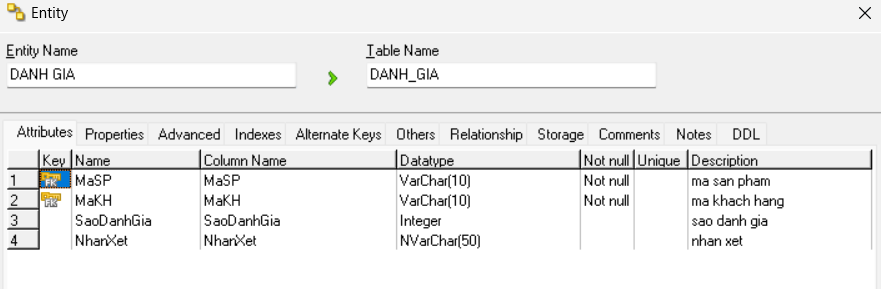 Entity
Entity Name
Table Name
DANH GIA
DANH_GIA
Attributes Properties Advanced Indexes Alternate Keys Others Relationship Storage Comments Notes DDL
Key Name Column Name Datatype Not null Unique Description
1 FK MaSP MaSP VarChar(10) Not null ma san pham
2 FK MaKH MaKH VarChar(10) Not null ma khach hang
3 SaoDanhGia SaoDanhGia Integer sao danh gia
4 NhanXet NhanXet NVarChar(50) nhan xet